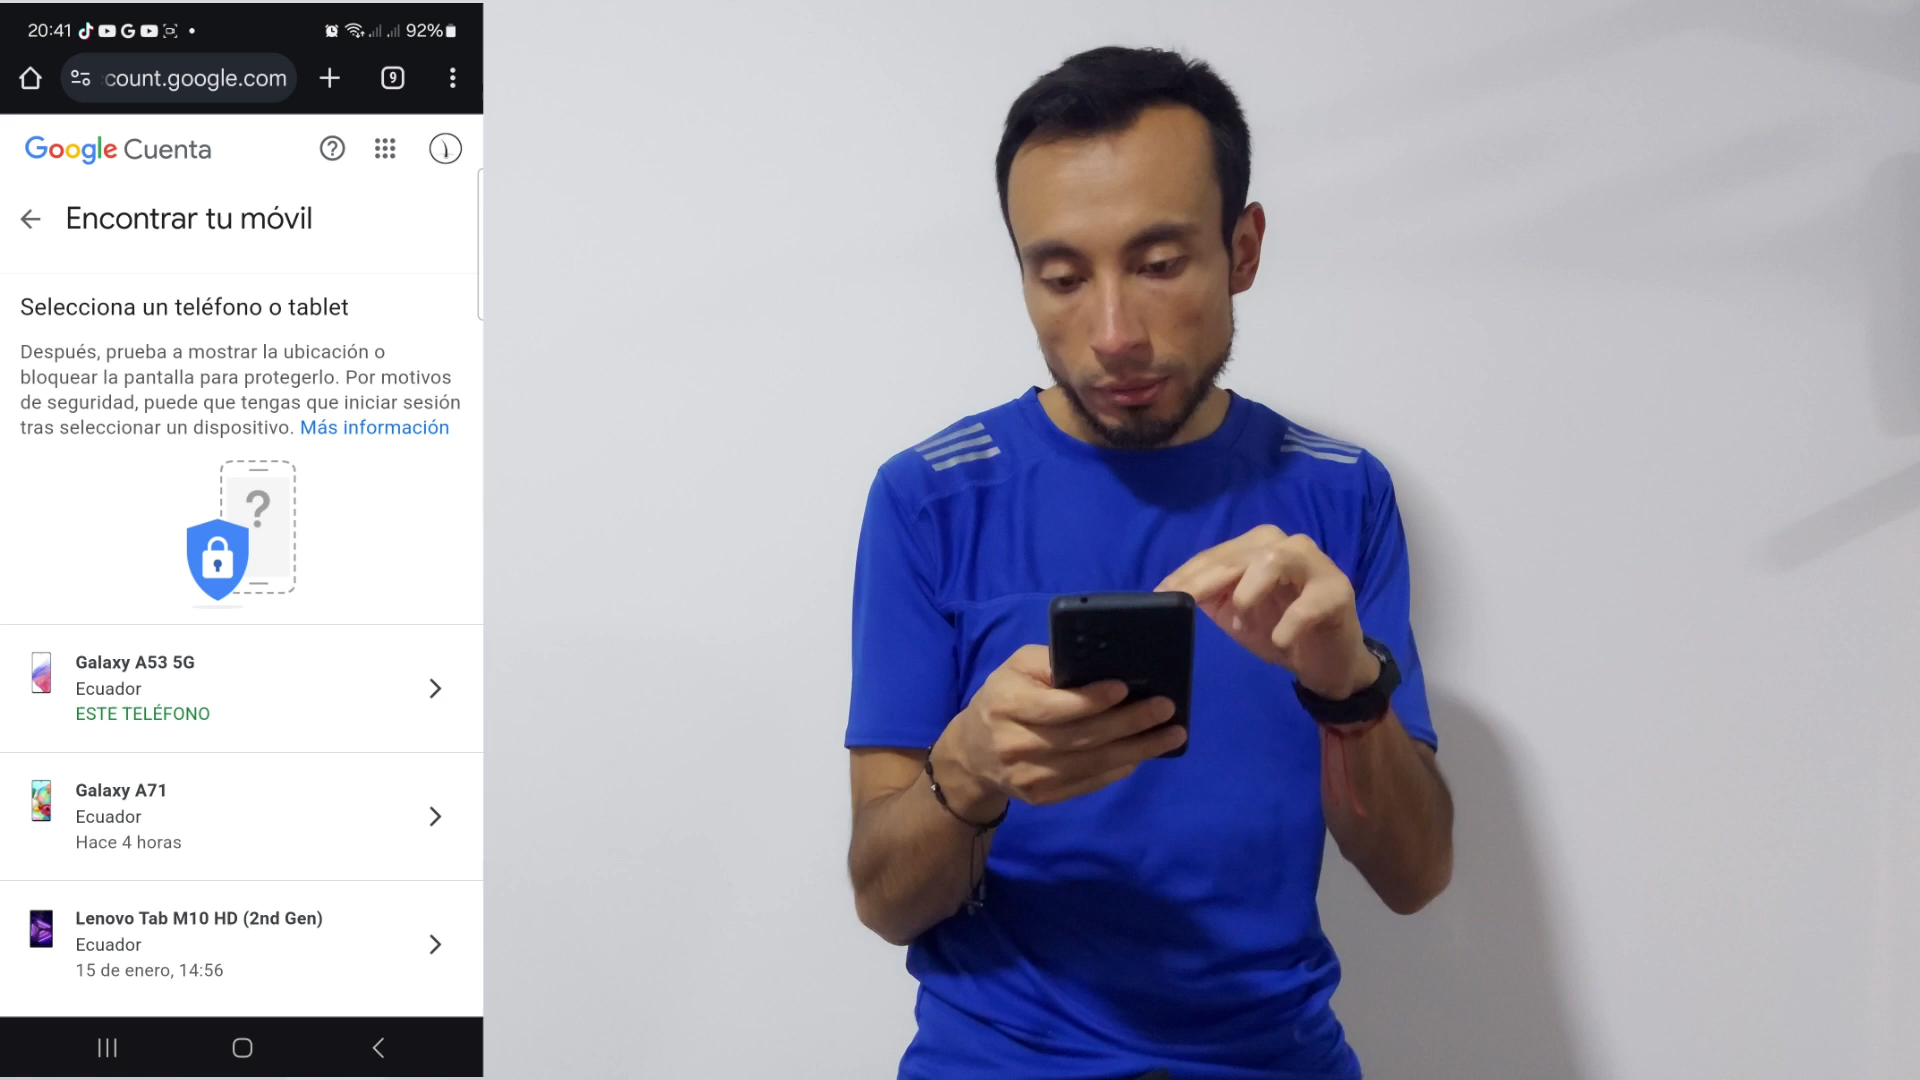 20:41
92%
count.google.com
9
Google Cuenta
Encontrar tu móvil
Selecciona un teléfono o tablet
Después, prueba a mostrar la ubicación o
bloquear la pantalla para protegerlo. Por motivos
de seguridad, puede que tengas que iniciar sesión
tras seleccionar un dispositivo. Más información
?
Galaxy A53 5G
Ecuador
ESTE TELÉFONO
Galaxy A71
Ecuador
Hace 4 horas
Lenovo Tab M10 HD (2nd Gen)
Ecuador
15 de enero, 14:56